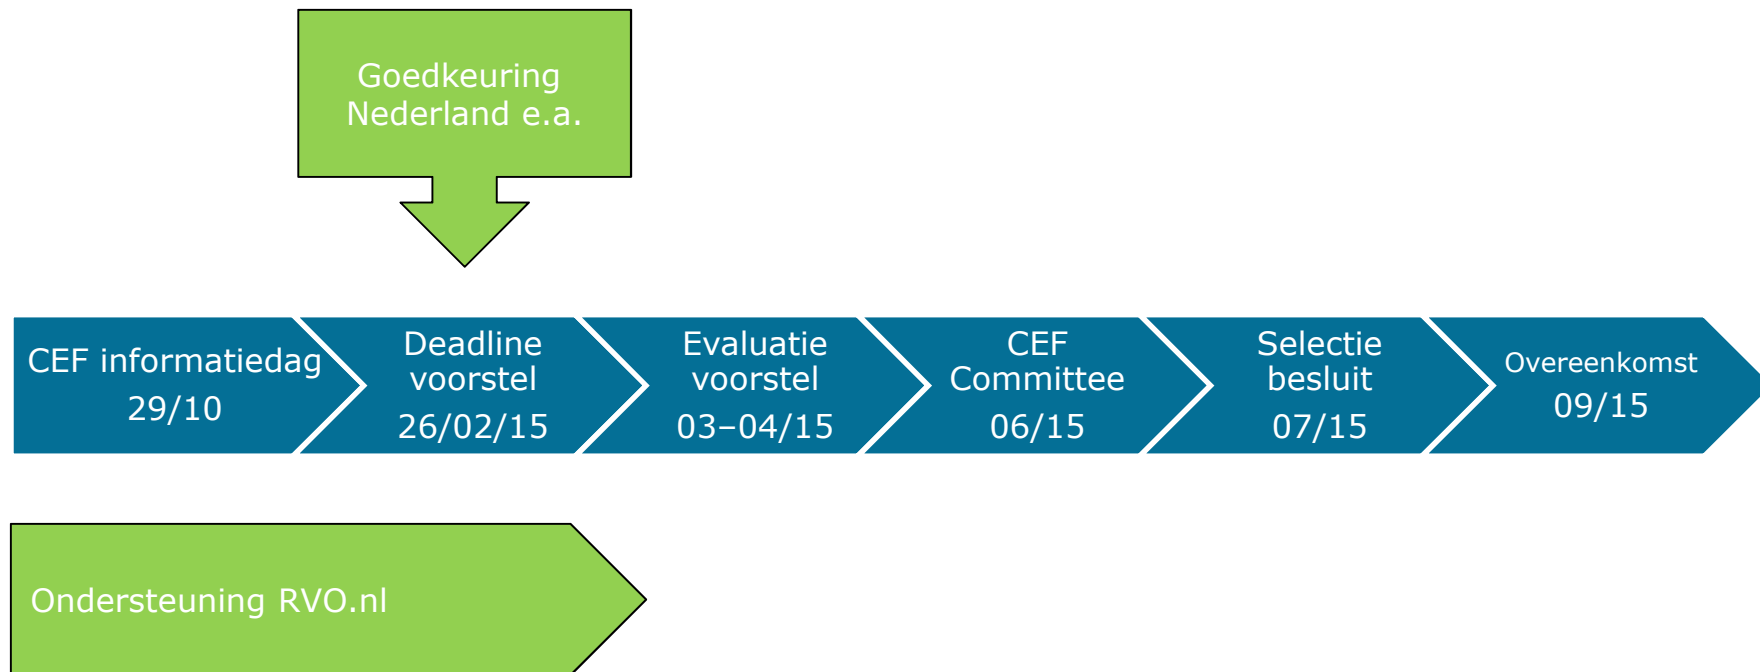 Goedkeuring
Nederland e.a.
CEF informatiedag
29/10
Deadline
voorstel
26/02/15
Evaluatie
voorstel
03–04/15
CEF
Committee
06/15
Selectie
besluit
07/15
Overeenkomst
09/15
Ondersteuning RVO.nl